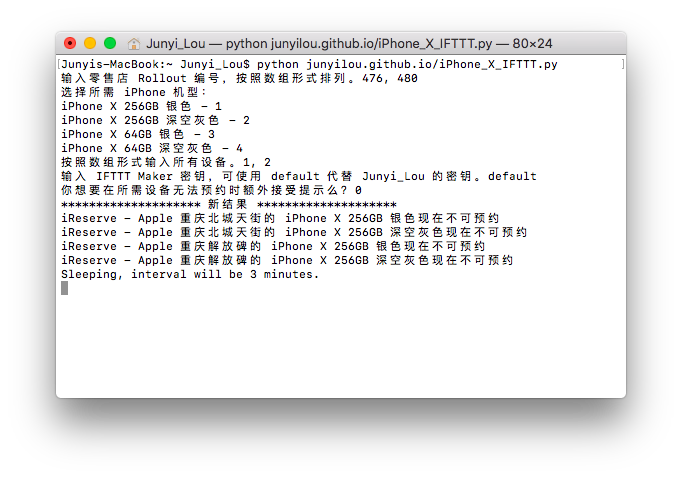 Junyi_Lou — python junyilou.github.io/iPhone_X_IFTTT.py — 80×24
[Junyis-MacBook:~ Junyi_Lou$ python junyilou.github.io/iPhone_X_IFTTT.py ]
输入零售店 Rollout 编号，按照数组形式排列。476, 480
选择所需 iPhone 机型：
iPhone X 256GB 银色 - 1
iPhone X 256GB 深空灰色 - 2
iPhone X 64GB 银色 - 3
iPhone X 64GB 深空灰色 - 4
按照数组形式输入所有设备。1, 2
输入 IFTTT Maker 密钥，可使用 default 代替 Junyi_Lou 的密钥。default
你想要在所需设备无法预约时额外接受提示么？0
******************** 新结果 ********************
iReserve - Apple 重庆北城天街的 iPhone X 256GB 银色现在不可预约
iReserve - Apple 重庆北城天街的 iPhone X 256GB 深空灰色现在不可预约
iReserve - Apple 重庆解放碑的 iPhone X 256GB 银色现在不可预约
iReserve - Apple 重庆解放碑的 iPhone X 256GB 深空灰色现在不可预约
Sleeping, interval will be 3 minutes.